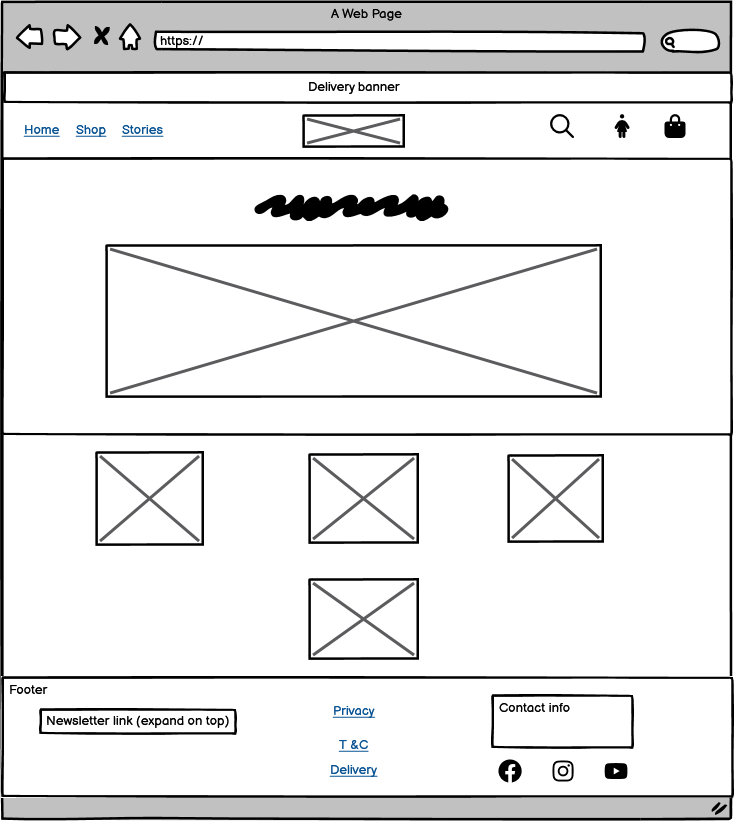 A Web Page
https://
Delivery banner
Home Shop Stories
Footer
Newsletter link (expand on top)
Privacy
T &C
Delivery
Contact info